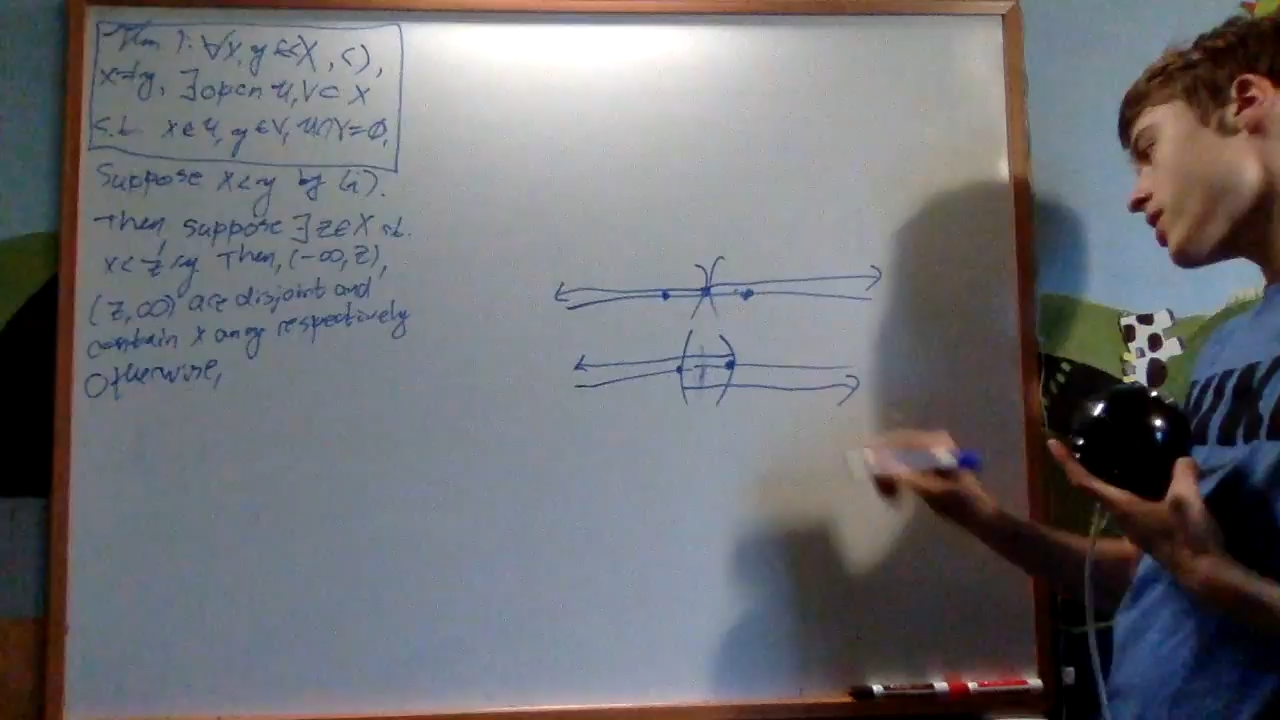 Thm 1: ∀x, y ∈ (X, <),
x≠y, ∃ open U, V ⊂ X
s.t. x ∈ U, y ∈ V, U∩V = ∅.
Suppose x < y by (i).
Then, suppose ∃ z ∈ X s.t.
x < z < y Then, (-∞, z),
(z, ∞) are disjoint and
contain x and y respectively
Otherwise,